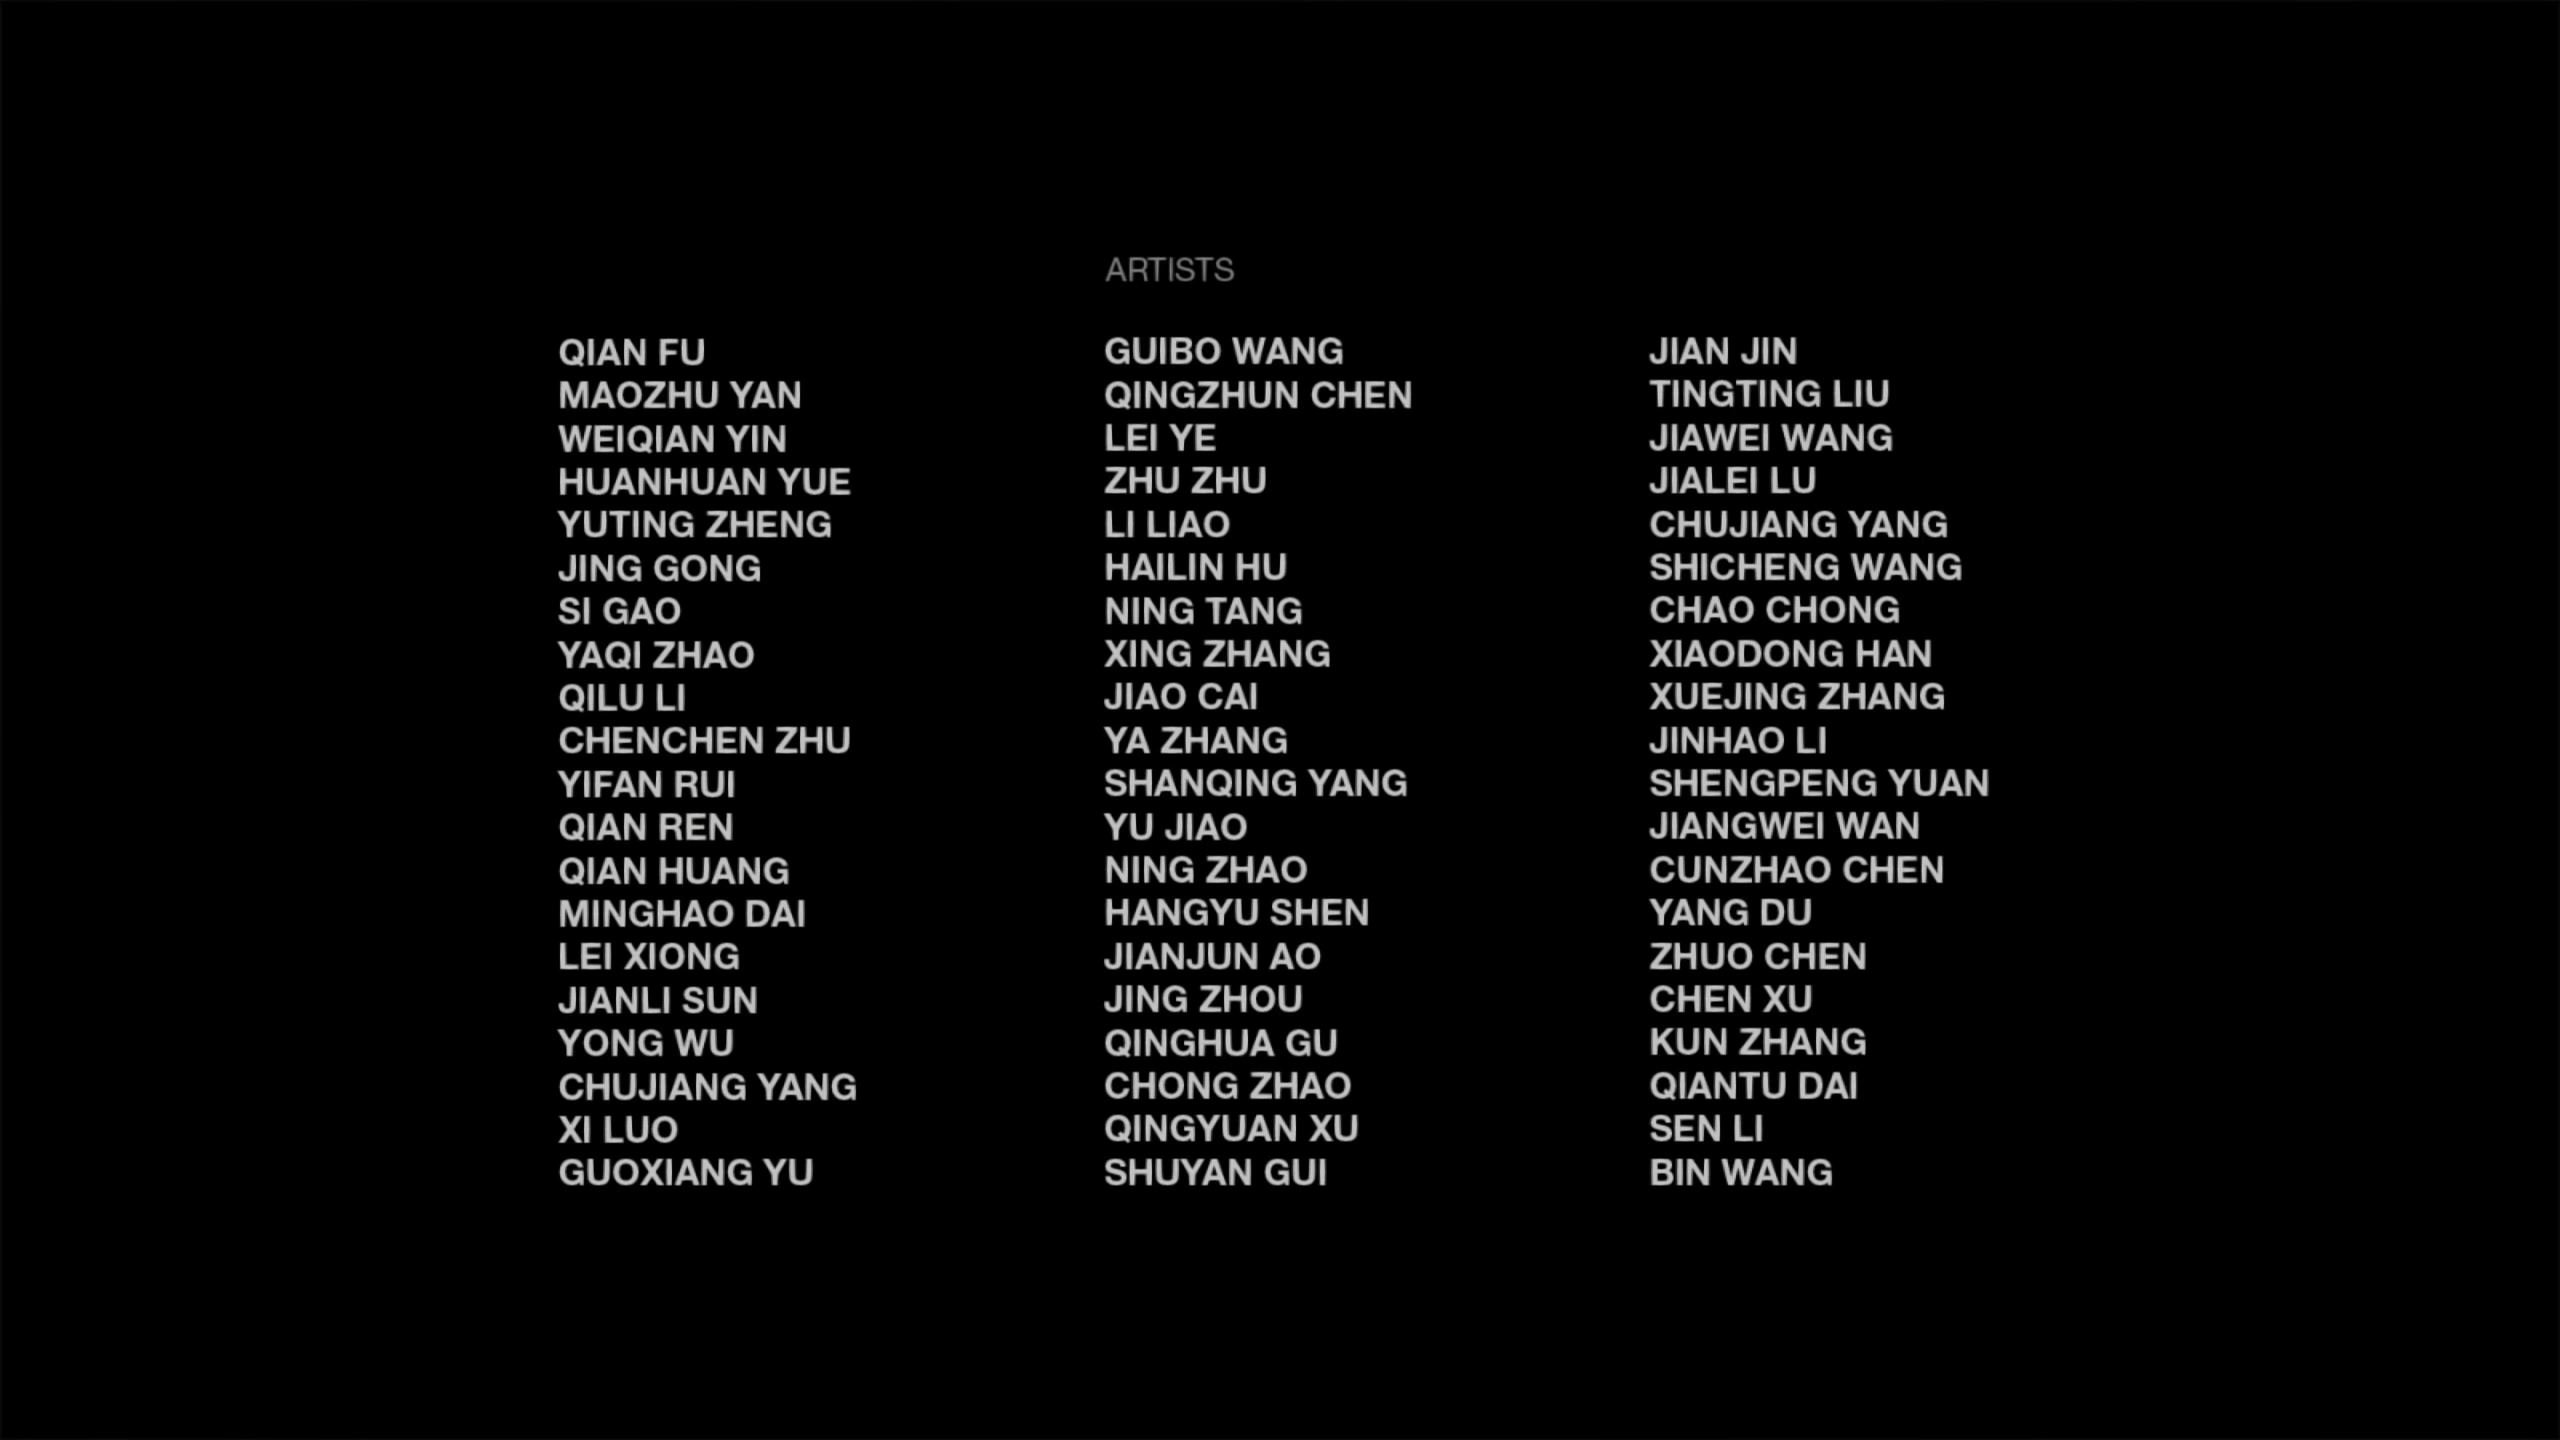 ARTISTS
QIAN FU
MAOZHU YAN
WEIQIAN YIN
HUANHUAN YUE
YUTING ZHENG
JING GONG
SI GAO
YAQI ZHAO
QILU LI
CHENCHEN ZHU
YIFAN RUI
QIAN REN
QIAN HUANG
MINGHAO DAI
LEI XIONG
JIANLI SUN
YONG WU
CHUJIANG YANG
XI LUO
GUOXIANG YU
GUIBO WANG
QINGZHUN CHEN
LEI YE
ZHU ZHU
LI LIAO
HAILIN HU
NING TANG
XING ZHANG
JIAO CAI
YA ZHANG
SHANQING YANG
YU JIAO
NING ZHAO
HANGYU SHEN
JIANJUN AO
JING ZHOU
QINGHUA GU
CHONG ZHAO
QINGYUAN XU
SHUYAN GUI
JIAN JIN
TINGTING LIU
JIAWEI WANG
JIALEI LU
CHUJIANG YANG
SHICHENG WANG
CHAO CHONG
XIAODONG HAN
XUEJING ZHANG
JINHAO LI
SHENGPENG YUAN
JIANGWEI WAN
CUNZHAO CHEN
YANG DU
ZHUO CHEN
CHEN XU
KUN ZHANG
QIANTU DAI
SEN LI
BIN WANG